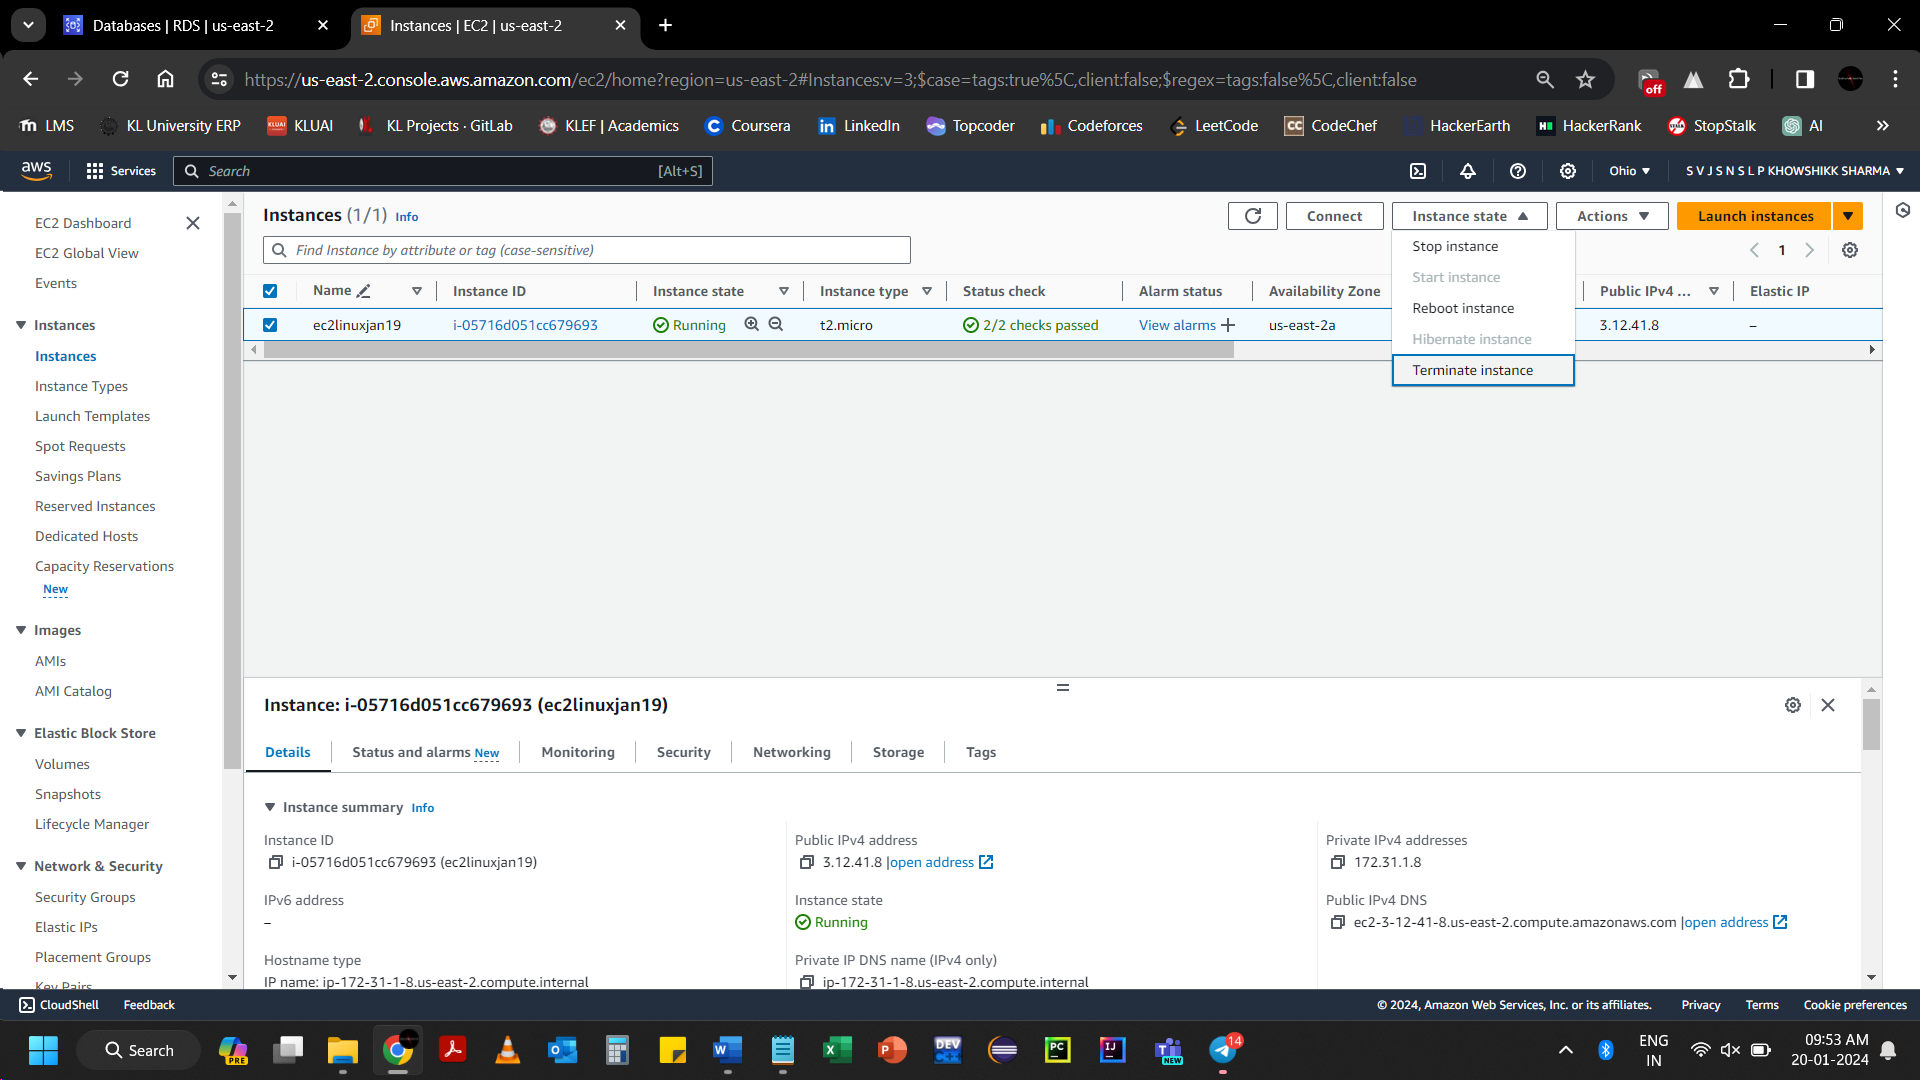 Databases | RDS | us-east-2
Instances | EC2 | us-east-2
https://us-east-2.console.aws.amazon.com/ec2/home?region=us-east-2#Instances:v=3;$case=tags:true%5C,client:false;$regex=tags:false%5C,client:false
off
LMS
KL University ERP
KLUAI
KL Projects · GitLab
KLEF | Academics
Coursera
LinkedIn
Topcoder
Codeforces
LeetCode
CodeChef
HackerEarth
HackerRank
StopStalk
AI
aws
Services
Search
[Alt+S]
Ohio
S V J S N S L P KHOWSHIKK SHARMA
EC2 Dashboard
EC2 Global View
Events
Instances
Instances
Instance Types
Launch Templates
Spot Requests
Savings Plans
Reserved Instances
Dedicated Hosts
Capacity Reservations
New
Images
AMIs
AMI Catalog
Elastic Block Store
Volumes
Snapshots
Lifecycle Manager
Network & Security
Security Groups
Elastic IPs
Placement Groups
Key Pairs
Instances (1/1) Info
Connect
Instance state
Actions
Launch instances
Find Instance by attribute or tag (case-sensitive)
1
Stop instance
Start instance
Reboot instance
Hibernate instance
Terminate instance
Name
Instance ID
Instance state
Instance type
Status check
Alarm status
Availability Zone
Public IPv4 ...
Elastic IP
ec2linuxjan19
i-05716d051cc679693
Running
t2.micro
2/2 checks passed
View alarms
us-east-2a
3.12.41.8
–
Instance: i-05716d051cc679693 (ec2linuxjan19)
Details
Status and alarms New
Monitoring
Security
Networking
Storage
Tags
Instance summary Info
Instance ID
i-05716d051cc679693 (ec2linuxjan19)
Public IPv4 address
3.12.41.8 |open address
Private IPv4 addresses
172.31.1.8
IPv6 address
–
Instance state
Running
Public IPv4 DNS
ec2-3-12-41-8.us-east-2.compute.amazonaws.com |open address
Hostname type
IP name: ip-172-31-1-8.us-east-2.compute.internal
Private IP DNS name (IPv4 only)
ip-172-31-1-8.us-east-2.compute.internal
CloudShell
Feedback
© 2024, Amazon Web Services, Inc. or its affiliates.
Privacy
Terms
Cookie preferences
Search
PRE
DEV
C++
PC
IJ
NEW
14
ENG
IN
09:53 AM
20-01-2024